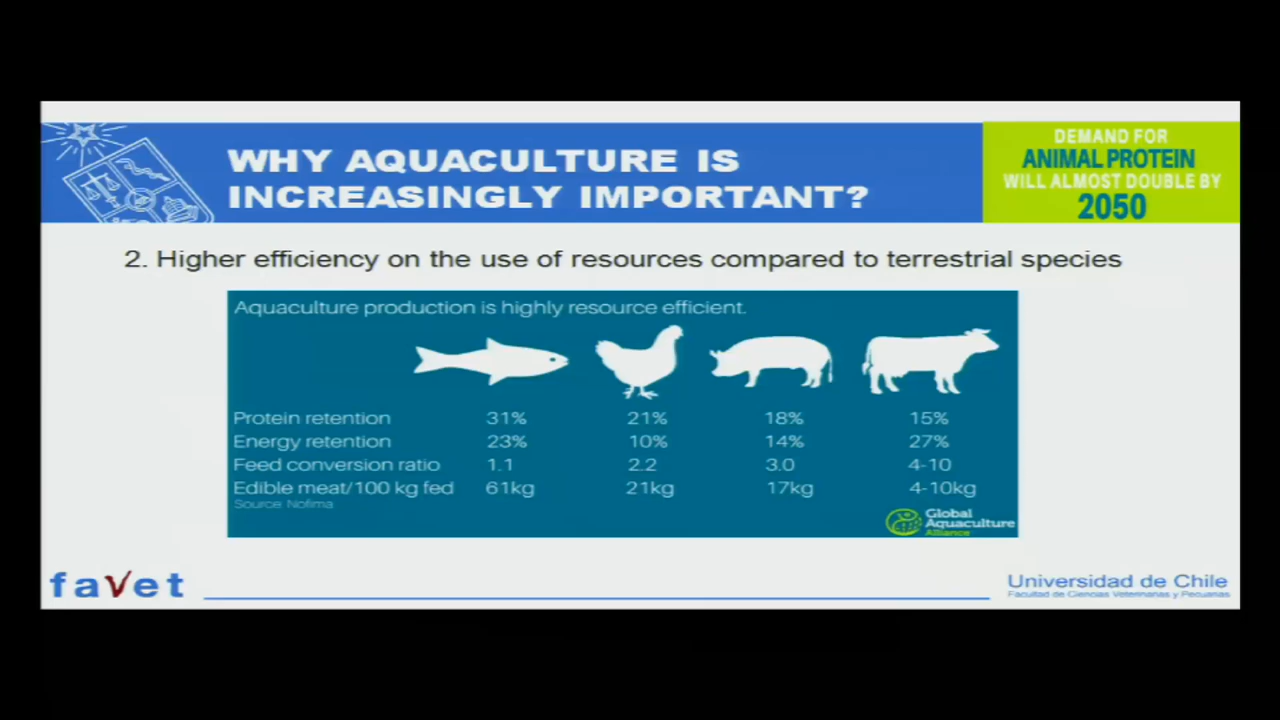 WHY AQUACULTURE IS
INCREASINGLY IMPORTANT?
DEMAND FOR
ANIMAL PROTEIN
WILL ALMOST DOUBLE BY
2050
2. Higher efficiency on the use of resources compared to terrestrial species
Aquaculture production is highly resource efficient.
Protein retention 31% 21% 18% 15%
Energy retention 23% 10% 14% 27%
Feed conversion ratio 1.1 2.2 3.0 4-10
Edible meat/100 kg fed 61kg 21kg 17kg 4-10kg
Source Nofima
Global
Aquaculture
Alliance
favet
Universidad de Chile
Facultad de Ciencias Veterinarias y Pecuarias